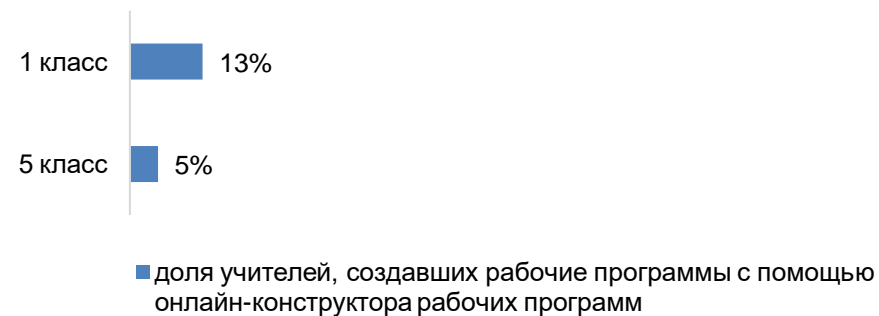 1 класс 13%
5 класс 5%
доля учителей, создавших рабочие программы с помощью
онлайн-конструктора рабочих программ